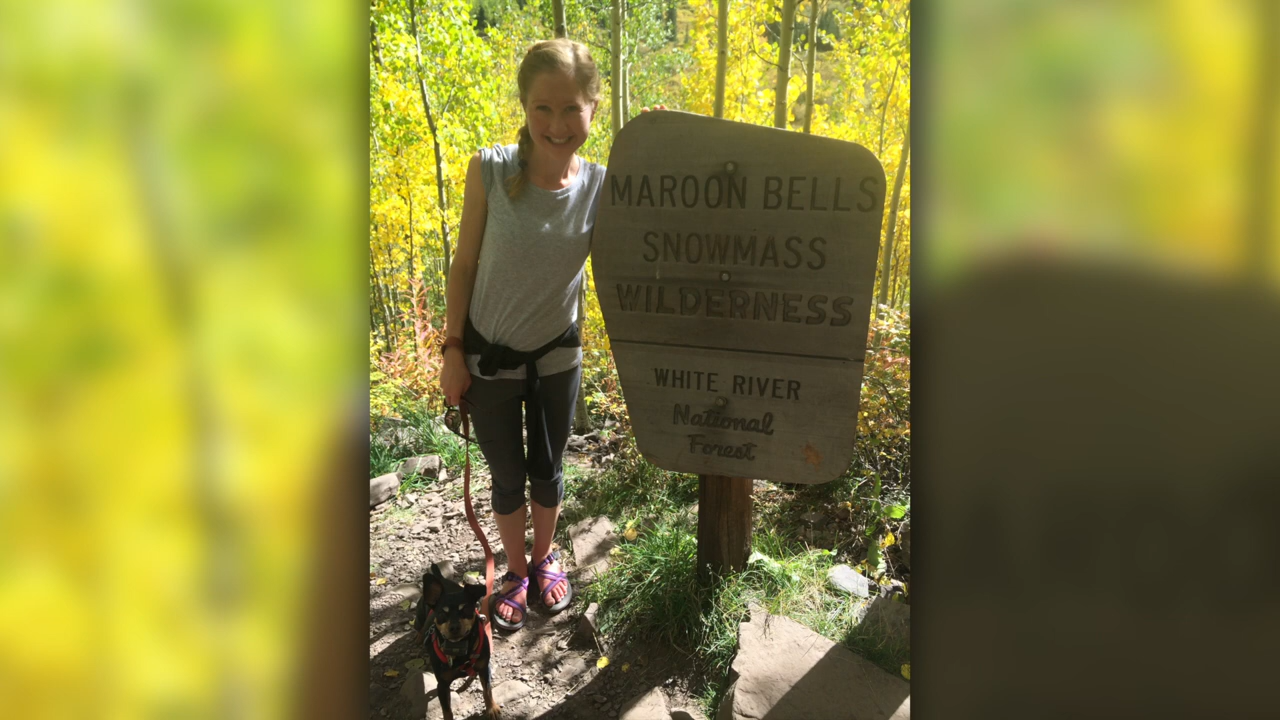 MAROON BELLS
SNOWMASS
WILDERNESS
WHITE RIVER
National
Forest